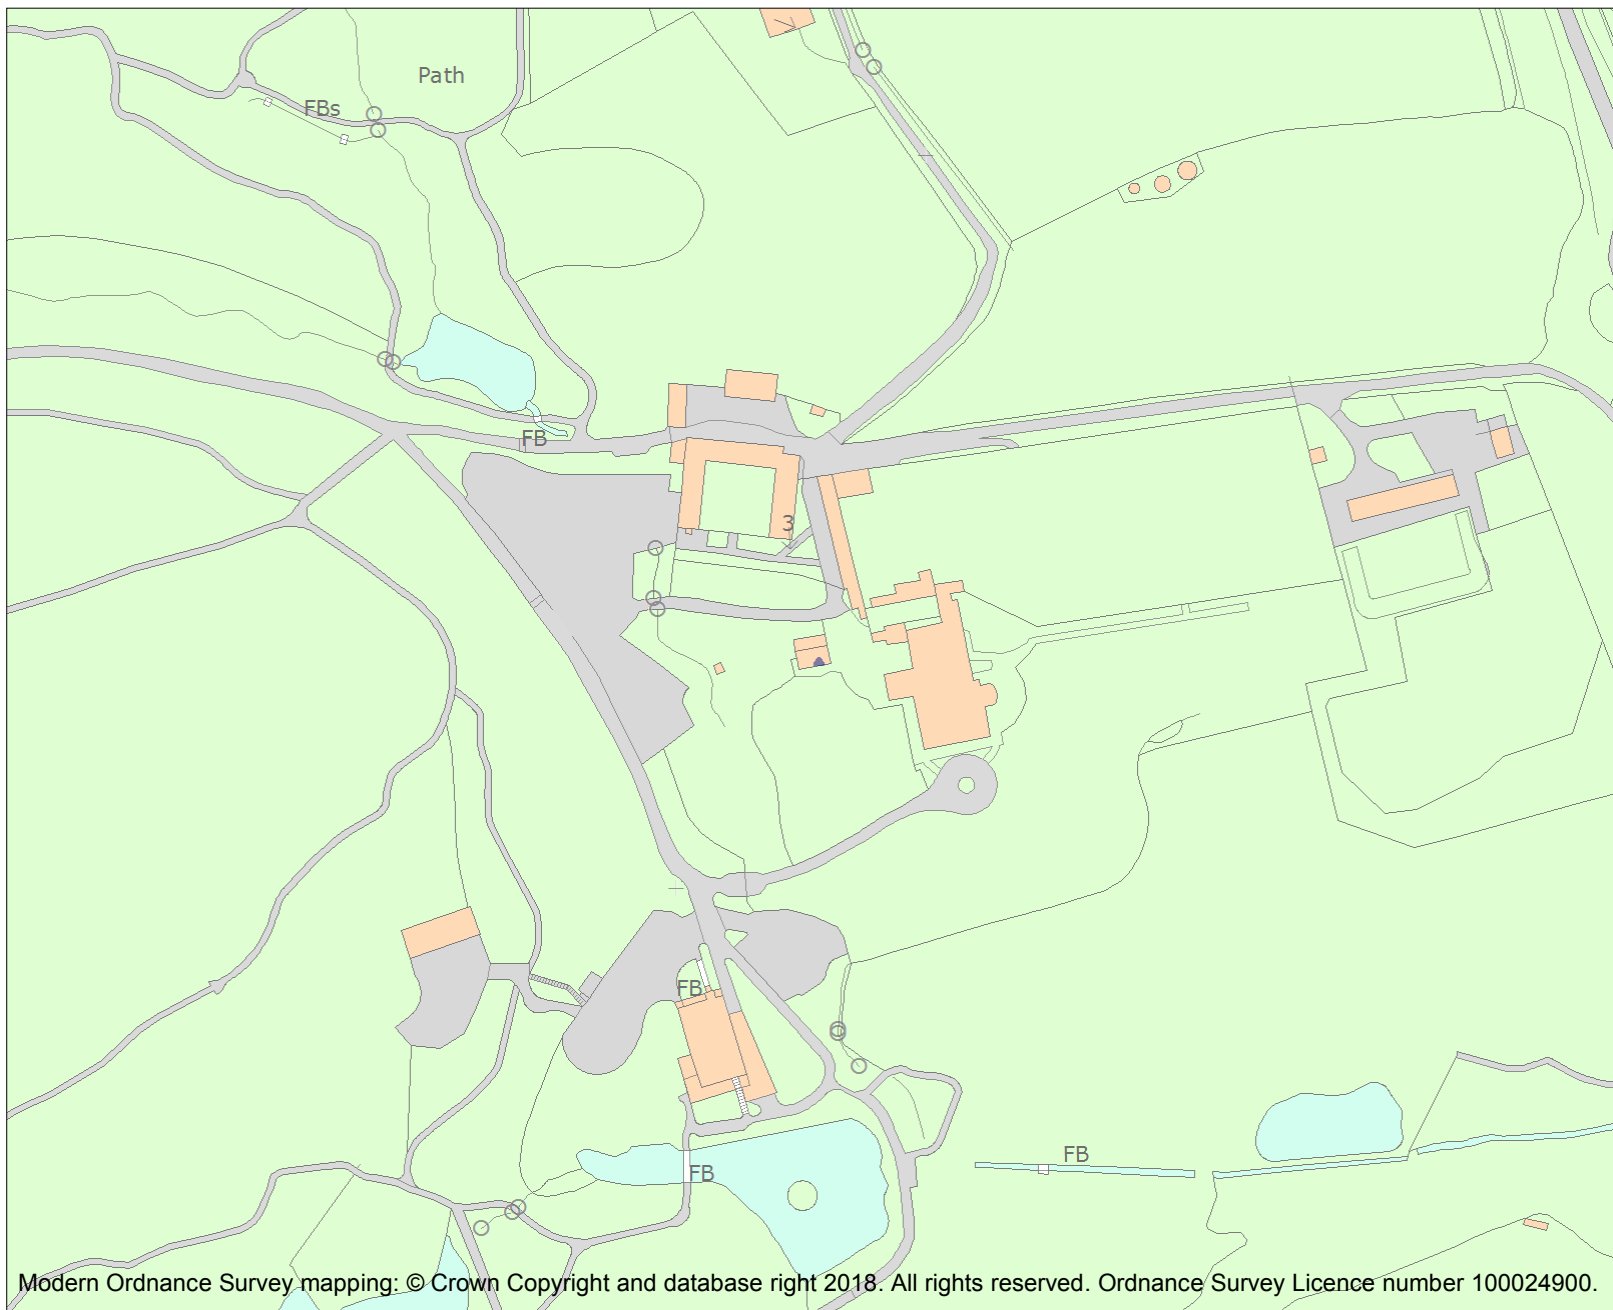 Path
FBs
FB
3
FB
FB
FB
Modern Ordnance Survey mapping: © Crown Copyright and database right 2018. All rights reserved. Ordnance Survey Licence number 100024900.